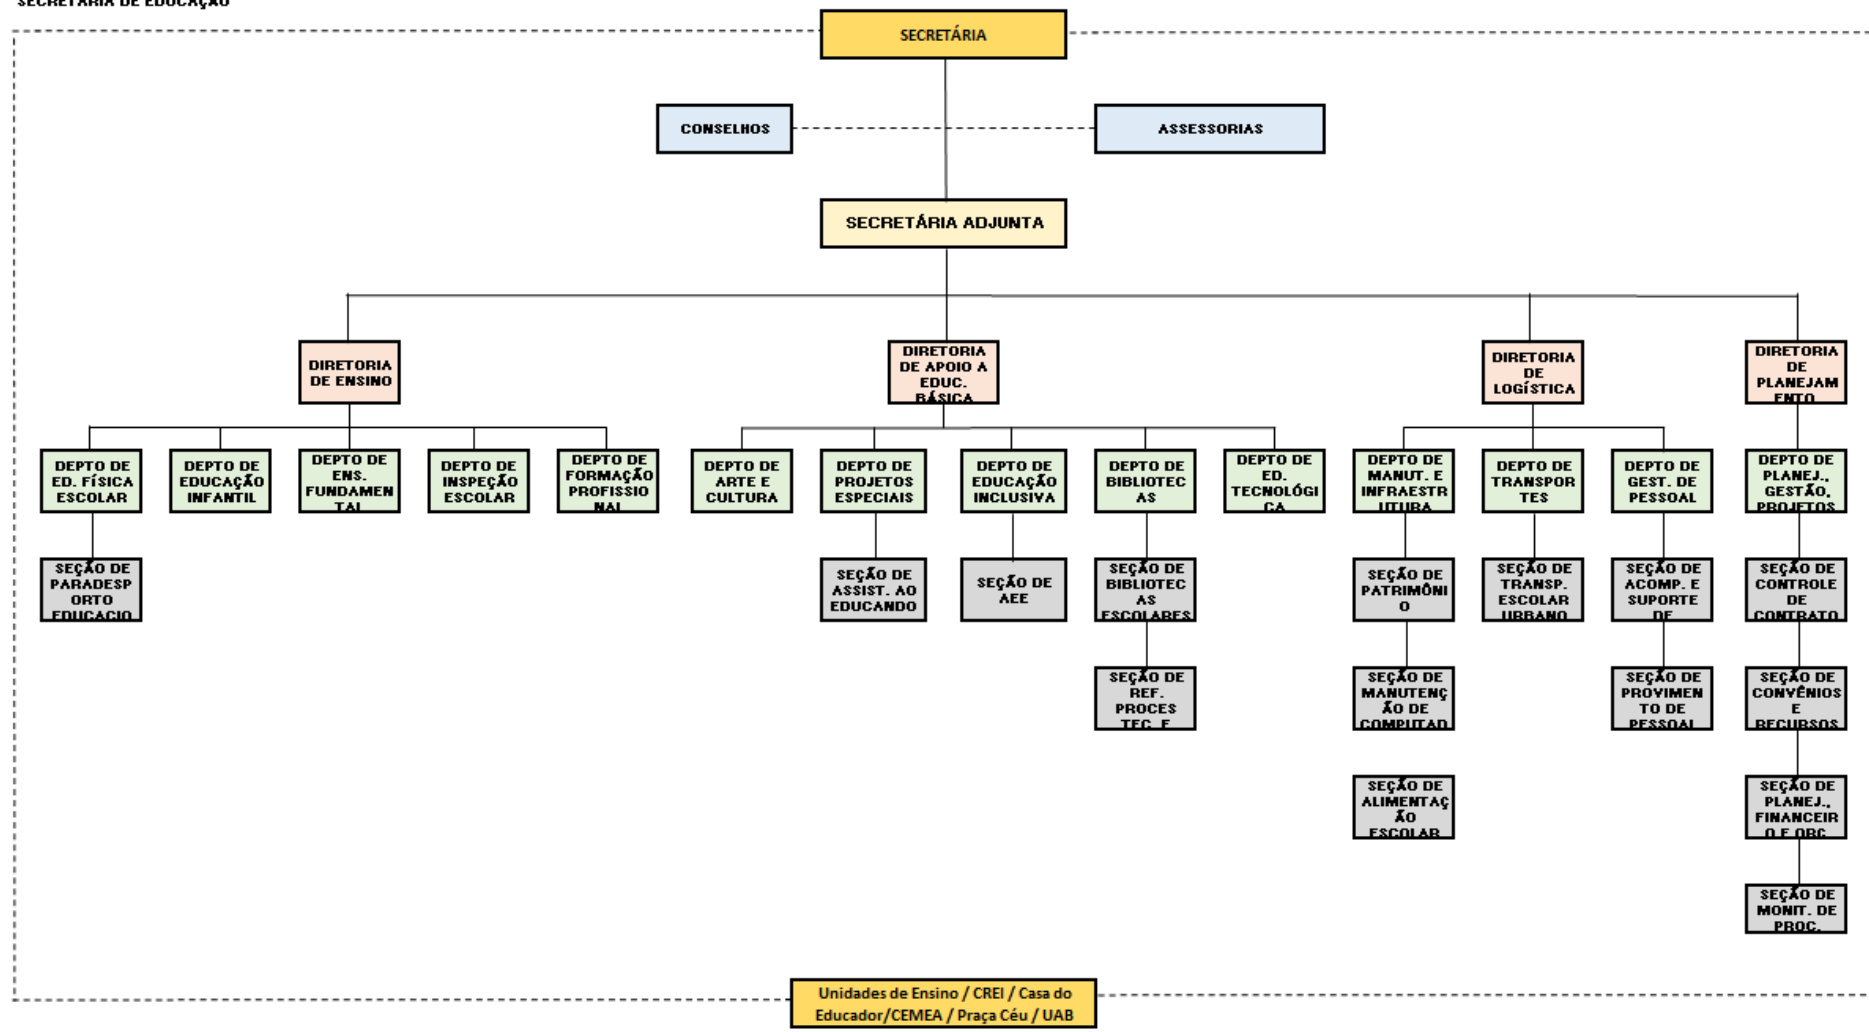 SECRETARIA DE EDUCAÇÃO
SECRETÁRIA
CONSELHOS
ASSESSORIAS
SECRETÁRIA ADJUNTA
DIRETORIA
DE ENSINO
DIRETORIA
DE APOIO A
EDUC.
BÁSICA
DIRETORIA
DE
LOGÍSTICA
DIRETORIA
DE
PLANEJAM
ENTO
DEPTO DE
ED. FÍSICA
ESCOLAR
DEPTO DE
EDUCAÇÃO
INFANTIL
DEPTO DE
ENS.
FUNDAMEN
TAL
DEPTO DE
INSPEÇÃO
ESCOLAR
DEPTO DE
FORMAÇÃO
PROFISSIO
NAL
DEPTO DE
ARTE E
CULTURA
DEPTO DE
PROJETOS
ESPECIAIS
DEPTO DE
EDUCAÇÃO
INCLUSIVA
DEPTO DE
BIBLIOTEC
AS
DEPTO DE
ED.
TECNOLÓGI
CA
DEPTO DE
MANUT. E
INFRAESTR
UTURA
DEPTO DE
TRANSPOR
TES
DEPTO DE
GEST. DE
PESSOAL
DEPTO DE
PLANEJ.,
GESTÃO,
PROJETOS
SEÇÃO DE
PARADESP
ORTO
EDUCACIO
SEÇÃO DE
ASSIST. AO
EDUCANDO
SEÇÃO DE
AEE
SEÇÃO DE
BIBLIOTEC
AS
ESCOLARES
SEÇÃO DE
PATRIMÔNI
O
SEÇÃO DE
TRANSP.
ESCOLAR
URBANO
SEÇÃO DE
ACOMP. E
SUPORTE
DE
SEÇÃO DE
CONTROLE
DE
CONTRATO
SEÇÃO DE
REF.
PROCES
TEC. E
SEÇÃO DE
MANUTENÇ
ÃO DE
COMPUTAD
SEÇÃO DE
PROVIMEN
TO DE
PESSOAL
SEÇÃO DE
CONVÊNIOS
E
RECURSOS
SEÇÃO DE
ALIMENTAÇ
ÃO
ESCOLAR
SEÇÃO DE
PLANEJ.,
FINANCEIR
O E ORC
SEÇÃO DE
MONIT. DE
PROC.
Unidades de Ensino / CREI / Casa do
Educador/CEMEA / Praça Céu / UAB